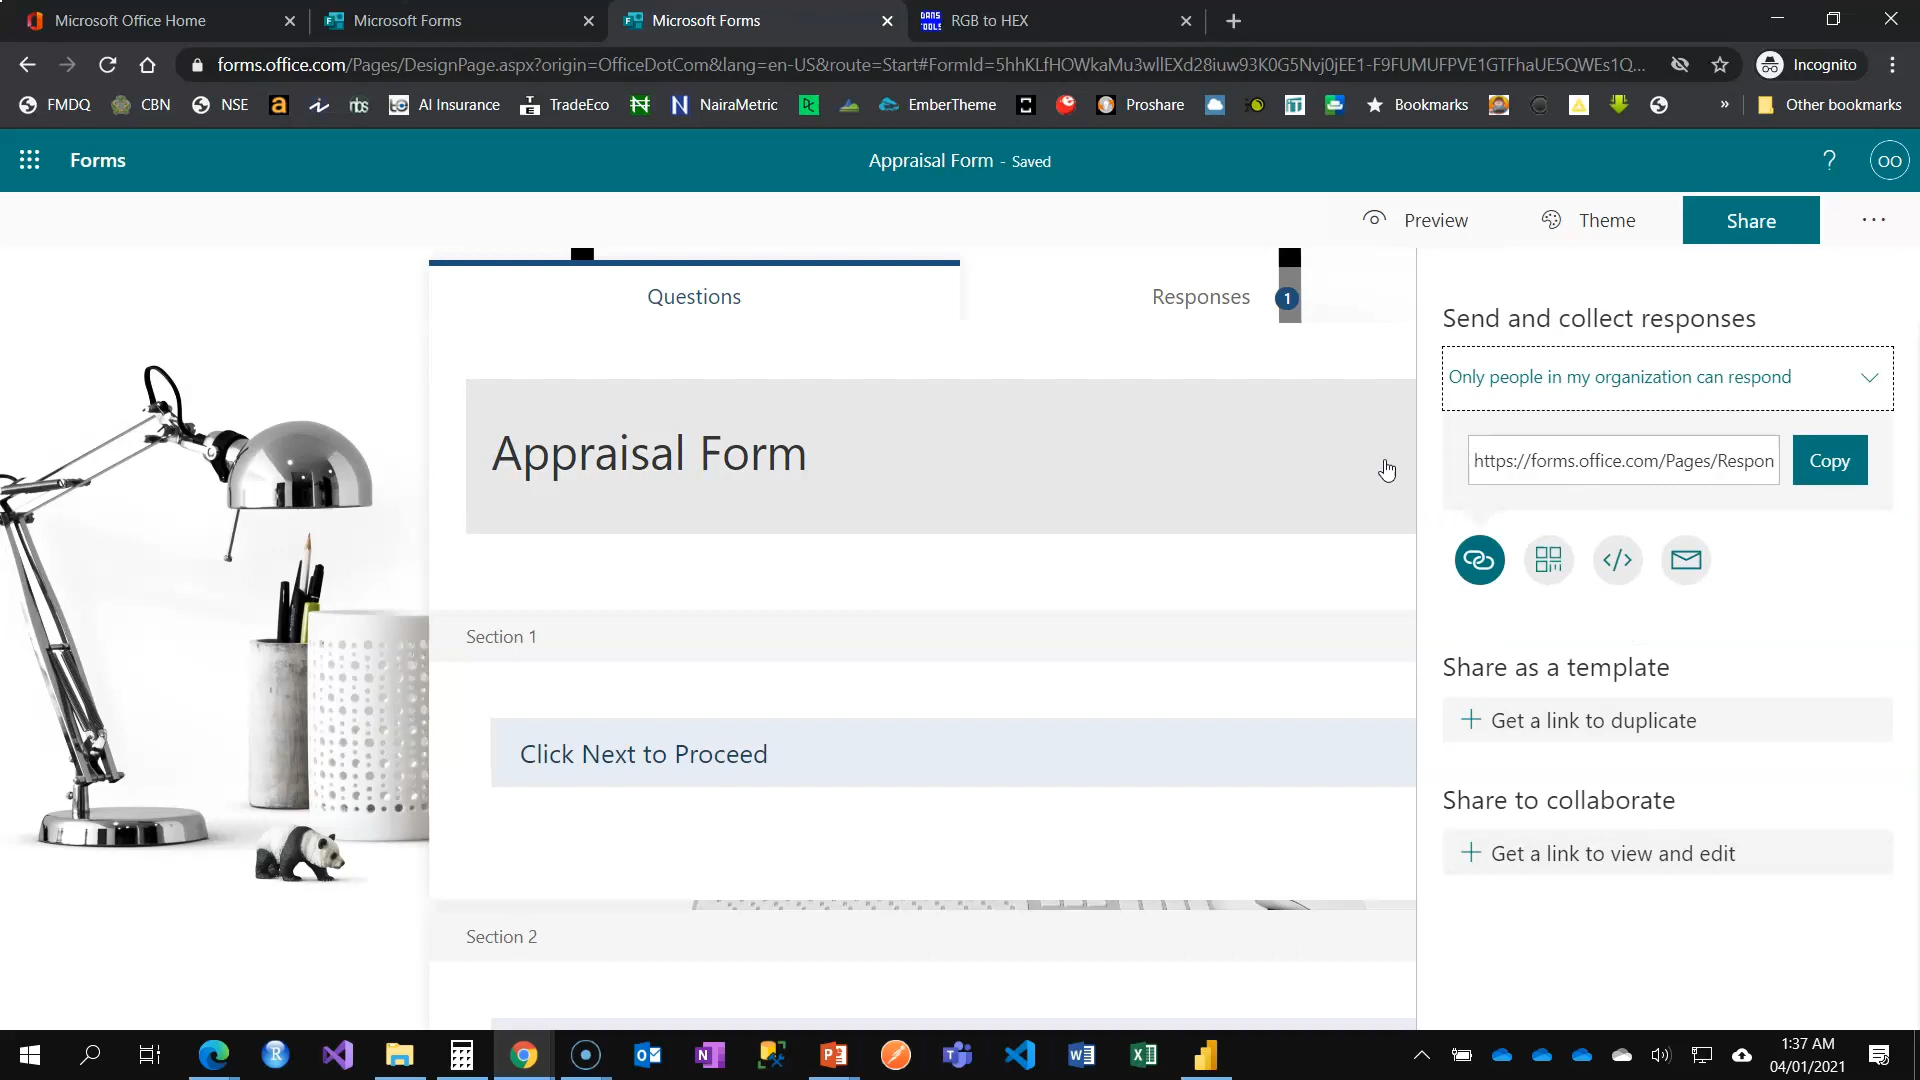 Microsoft Office Home
Microsoft Forms
Microsoft Forms
DANS TOOLS
RGB to HEX
forms.office.com/Pages/DesignPage.aspx?origin=OfficeDotCom&lang=en-US&route=Start#FormId=5hhKLfHOWkaMu3wllEXd28iuw93K0G5Nvj0jEE1-F9FUMUFPVE1GTFhaUE5QWEs1Q...
Incognito
FMDQ
CBN
NSE
AI Insurance
TradeEco
NairaMetric
EmberTheme
Proshare
Bookmarks
»
Other bookmarks
Forms
Appraisal Form - Saved
?
OO
Preview
Theme
Share
...
Questions
Responses
1
Send and collect responses
Only people in my organization can respond
https://forms.office.com/Pages/Respon
Copy
Appraisal Form
Section 1
Share as a template
+ Get a link to duplicate
Click Next to Proceed
Share to collaborate
+ Get a link to view and edit
Section 2
1:37 AM
04/01/2021